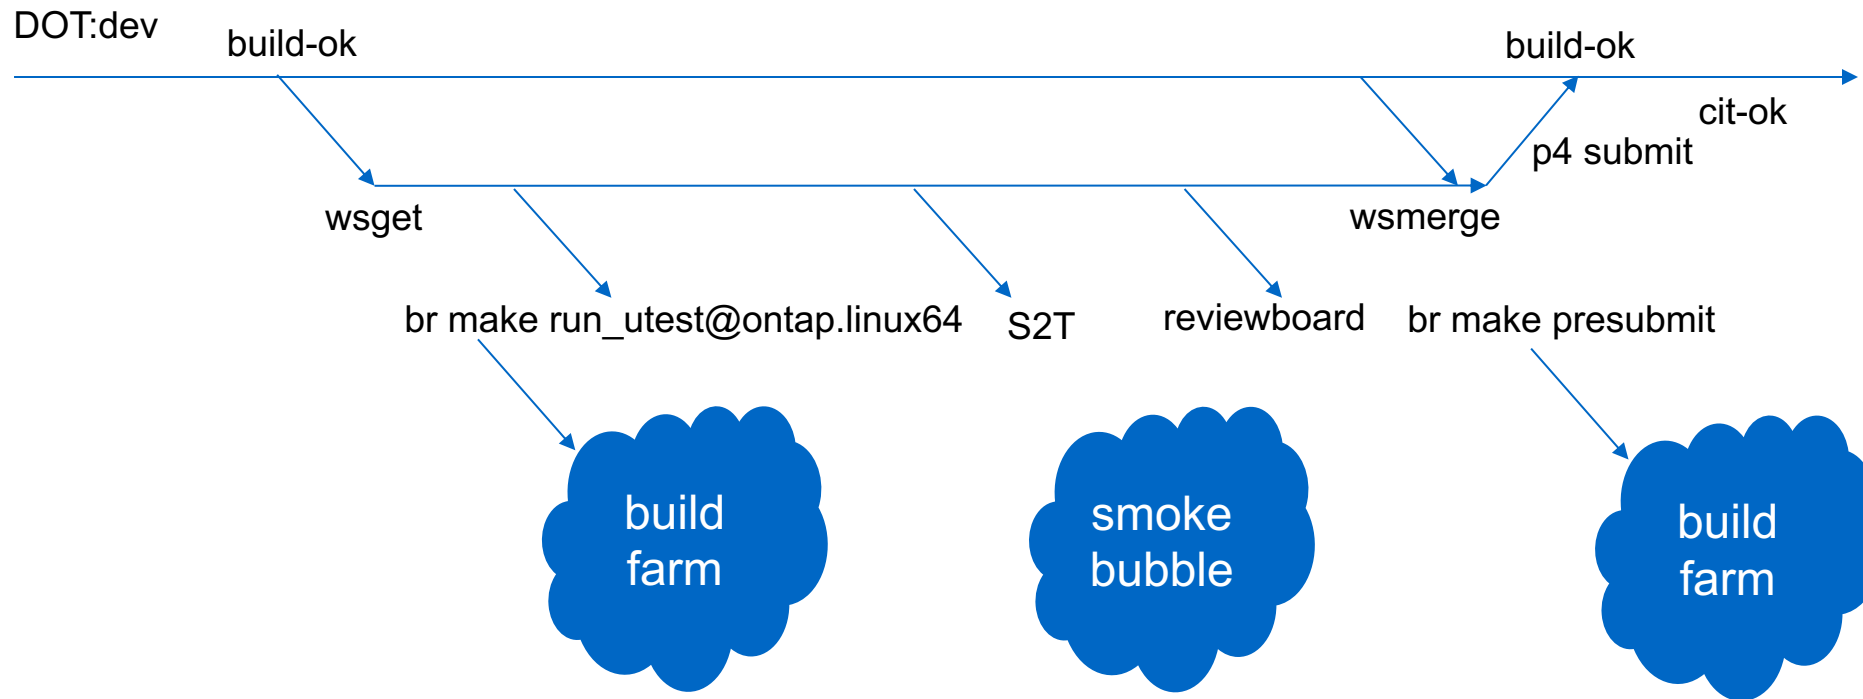 DOT:dev
build-ok
build-ok
cit-ok
p4 submit
wsget
wsmerge
br make run_utest@ontap.linux64
S2T
reviewboard
br make presubmit
build
farm
smoke
bubble
build
farm